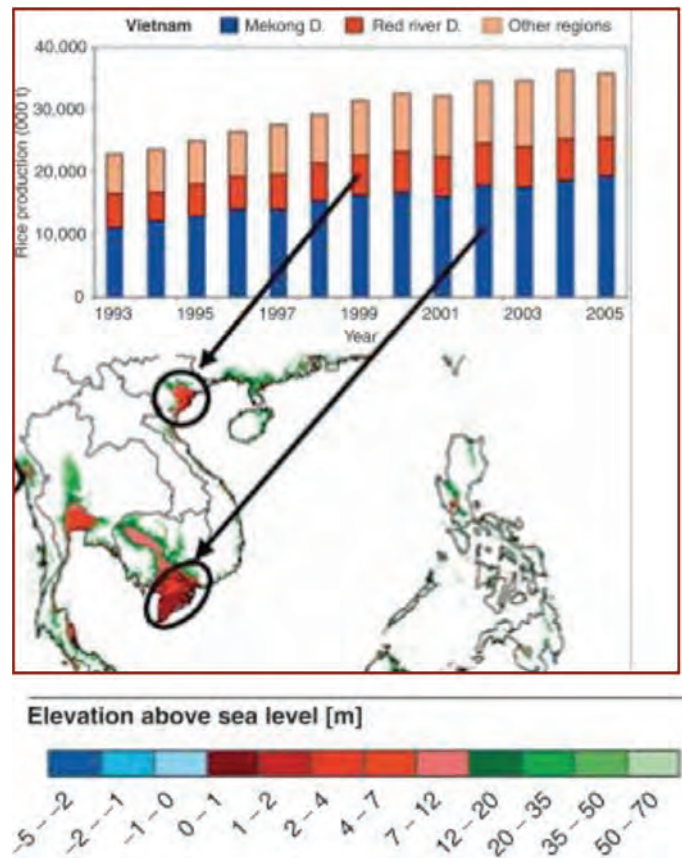 Vietnam Mekong D. Red river D. Other regions
40,000
30,000
20,000
10,000
0
Rice production (000 t)
1993 1995 1997 1999 2001 2003 2005
Year
Elevation above sea level [m]
–5 – –2 –2 – –1 –1 – 0 0 – 1 1 – 2 2 – 4 4 – 7 7 – 12 12 – 20 20 – 35 35 – 50 50 – 70